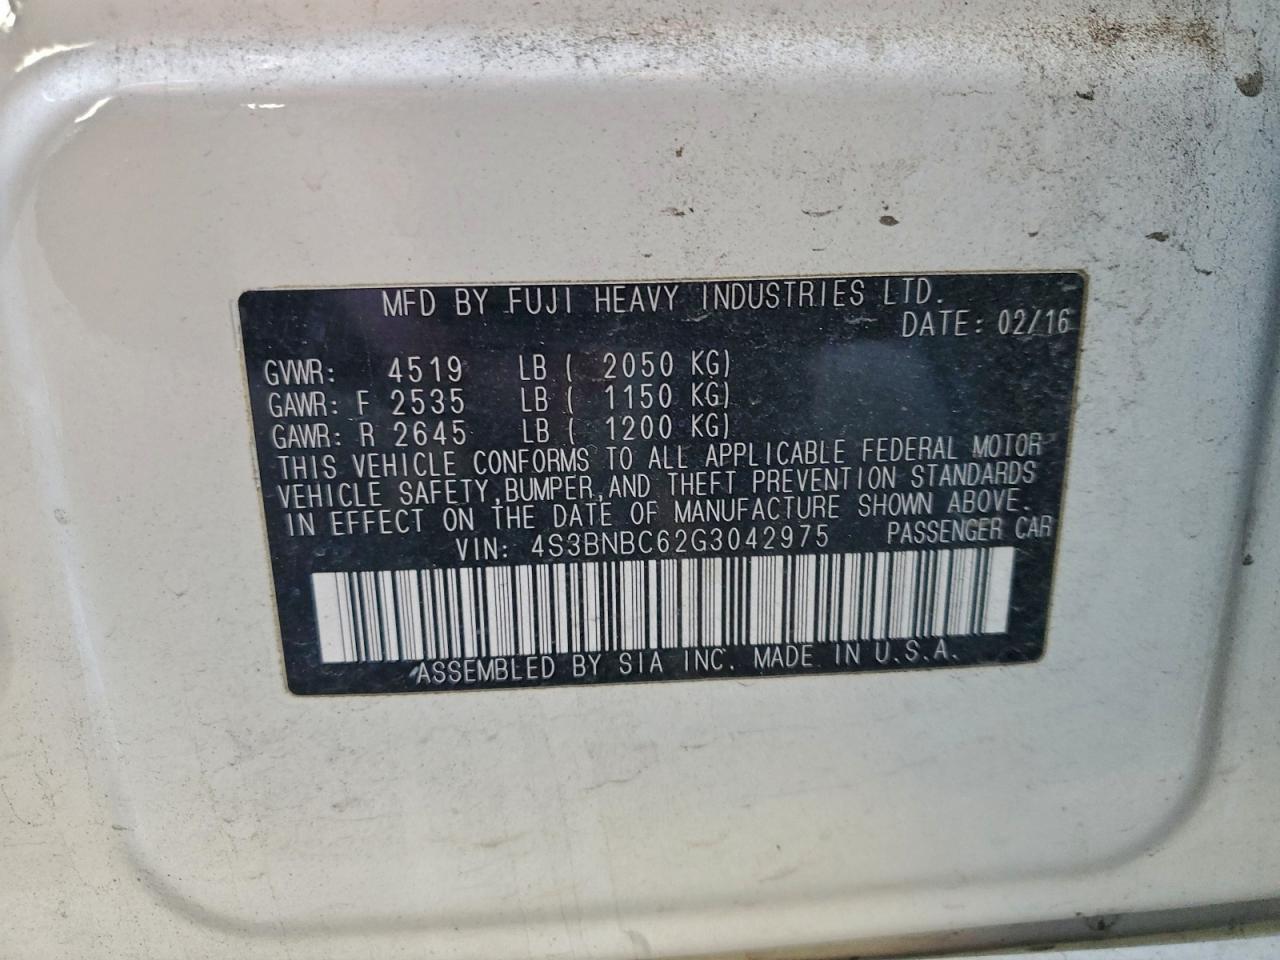 MFD BY FUJI HEAVY INDUSTRIES LTD.
DATE: 02/16
GVWR: 4519 LB ( 2050 KG)
GAWR: F 2535 LB ( 1150 KG)
GAWR: R 2645 LB ( 1200 KG)
THIS VEHICLE CONFORMS TO ALL APPLICABLE FEDERAL MOTOR
VEHICLE SAFETY,BUMPER,AND THEFT PREVENTION STANDARDS
IN EFFECT ON THE DATE OF MANUFACTURE SHOWN ABOVE.
VIN: 4S3BNBC62G3042975 PASSENGER CAR
ASSEMBLED BY SIA INC. MADE IN U.S.A.